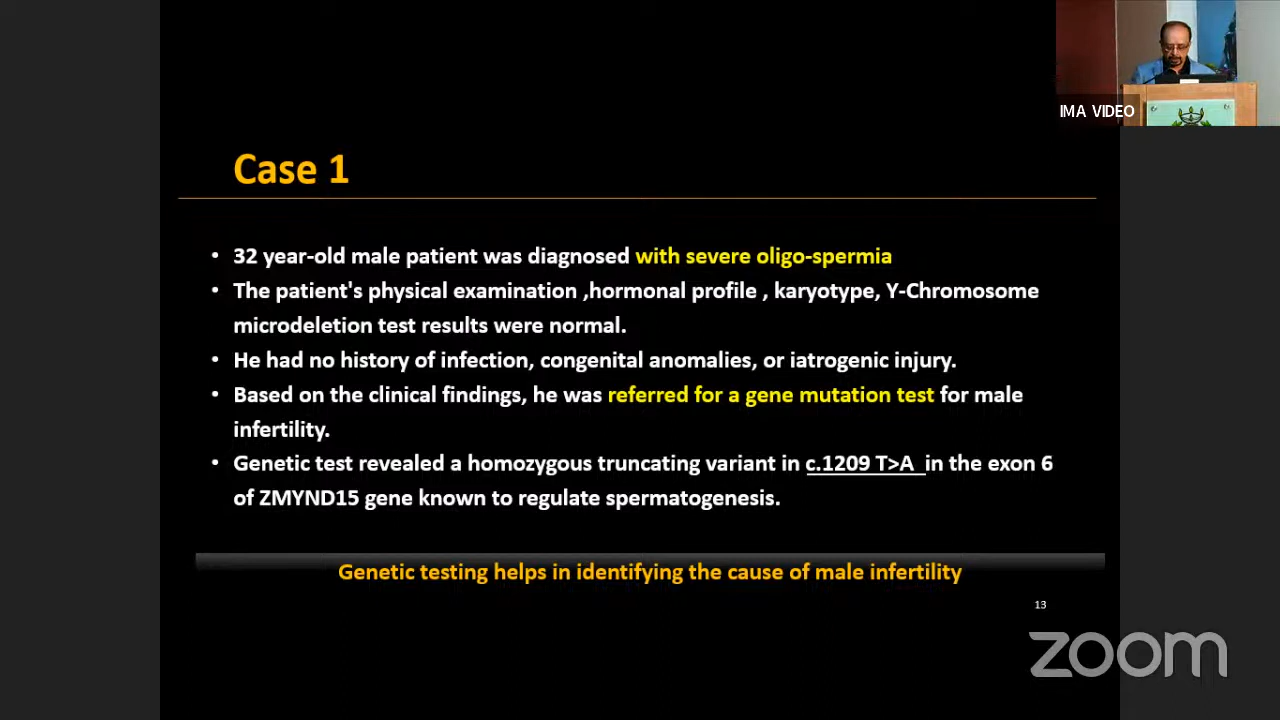 IMA VIDEO
Case 1
• 32 year-old male patient was diagnosed with severe oligo-spermia
• The patient's physical examination ,hormonal profile , karyotype, Y-Chromosome
microdeletion test results were normal.
• He had no history of infection, congenital anomalies, or iatrogenic injury.
• Based on the clinical findings, he was referred for a gene mutation test for male
infertility.
• Genetic test revealed a homozygous truncating variant in c.1209 T>A in the exon 6
of ZMYND15 gene known to regulate spermatogenesis.
Genetic testing helps in identifying the cause of male infertility
13
zoom